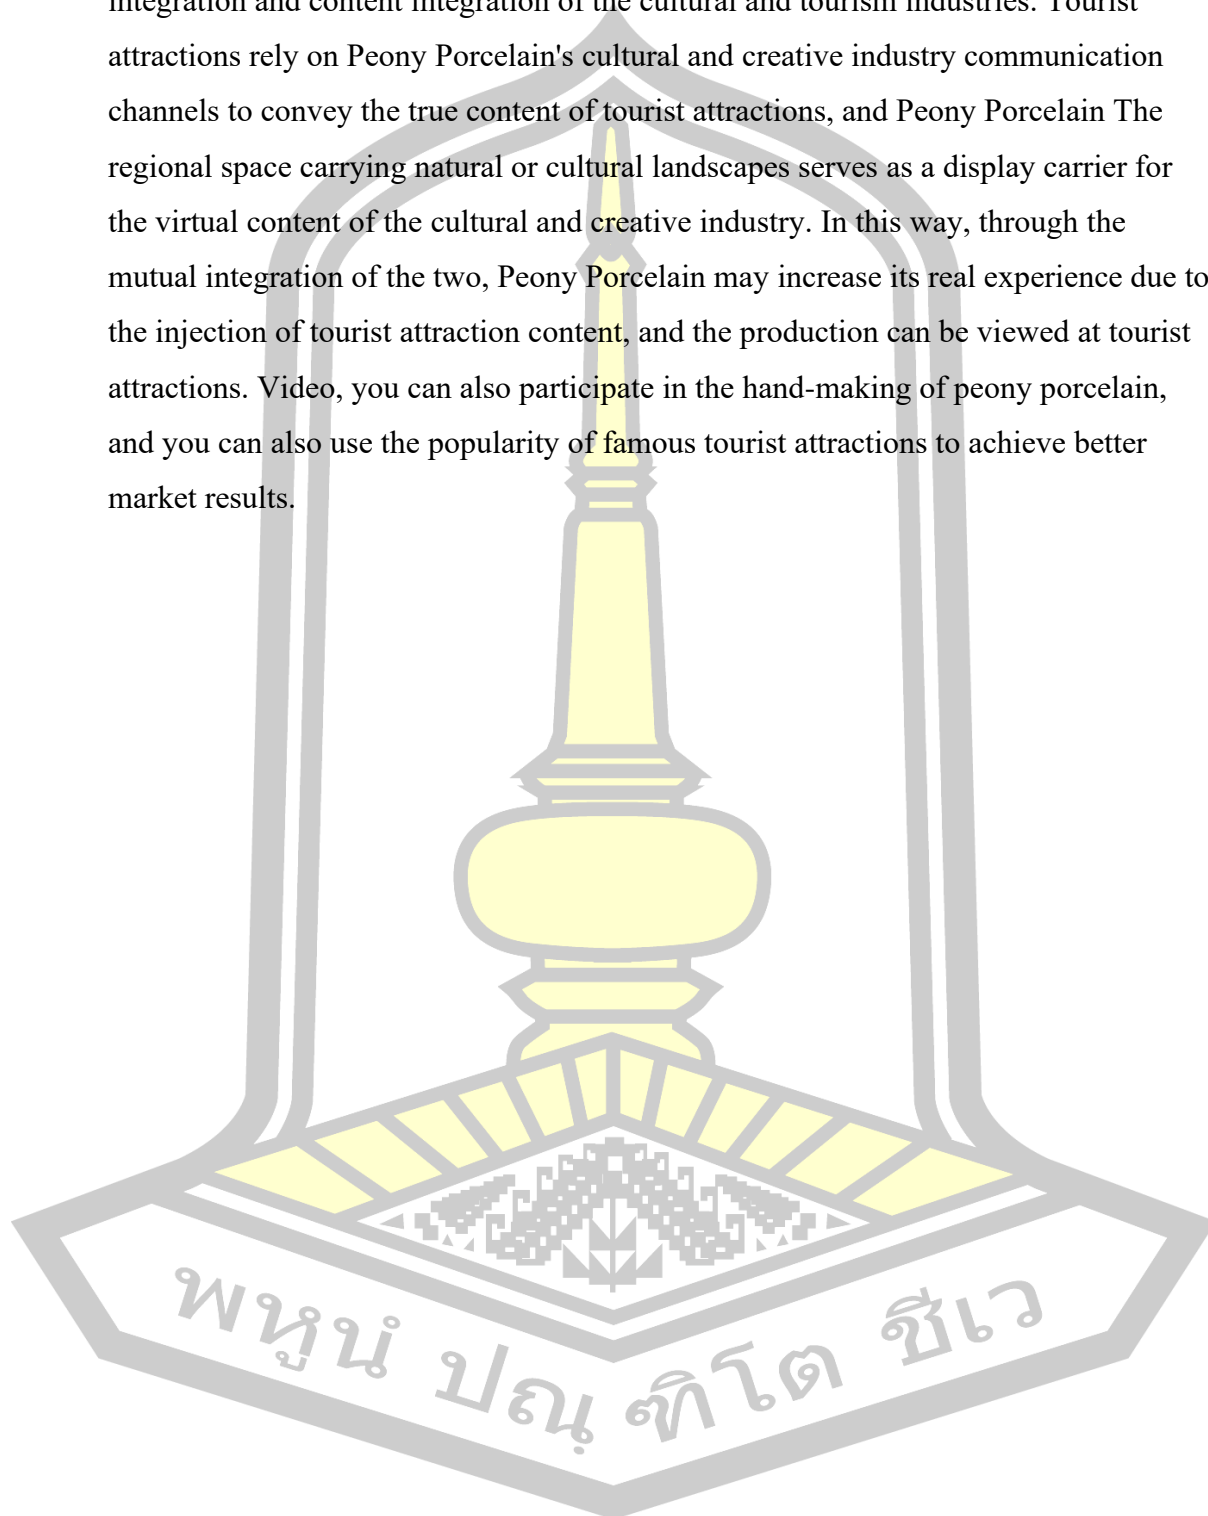 integration and content integration of the cultural and tourism industries. Tourist
attractions rely on Peony Porcelain's cultural and creative industry communication
channels to convey the true content of tourist attractions, and Peony Porcelain The
regional space carrying natural or cultural landscapes serves as a display carrier for
the virtual content of the cultural and creative industry. In this way, through the
mutual integration of the two, Peony Porcelain may increase its real experience due to
the injection of tourist attraction content, and the production can be viewed at tourist
attractions. Video, you can also participate in the hand-making of peony porcelain,
and you can also use the popularity of famous tourist attractions to achieve better
market results.
พหูนํ ปณฺฑิโต ชีเว